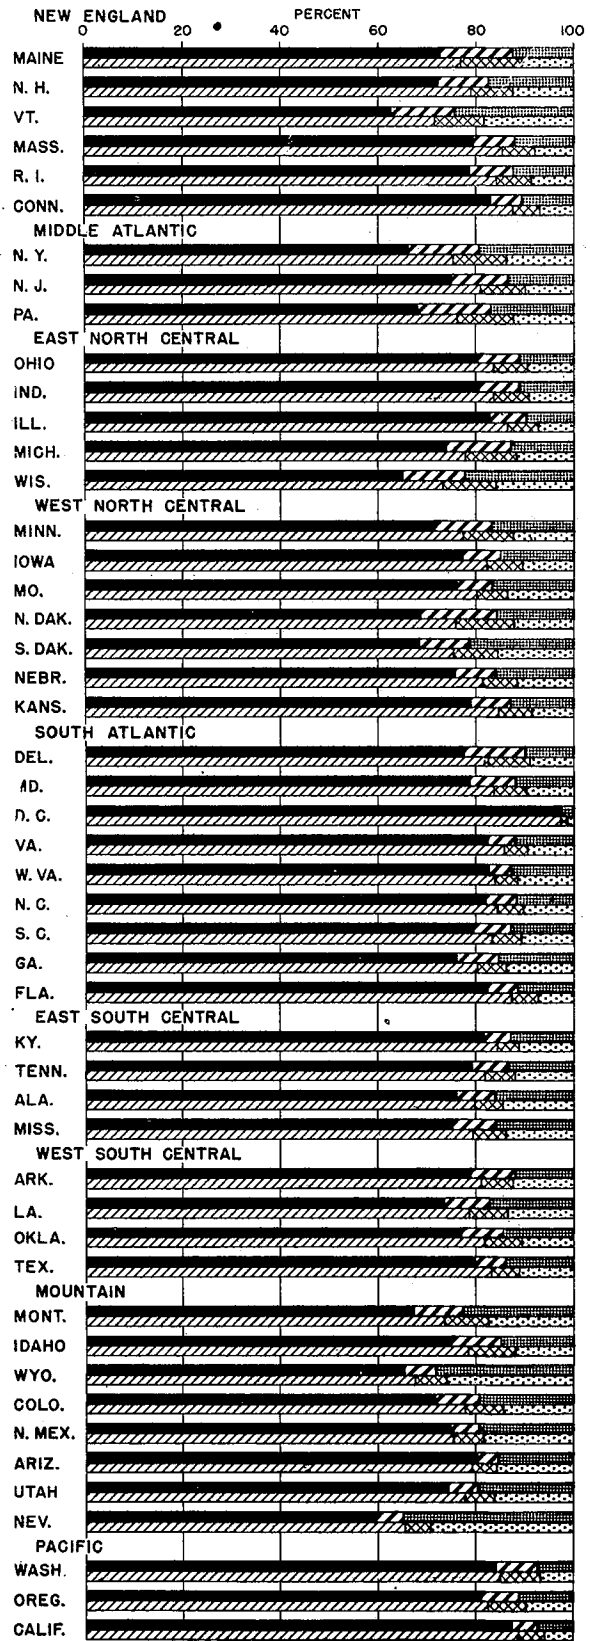 NEW ENGLAND PERCENT
0 20 40 60 80 100
MAINE
N. H.
VT.
MASS.
R. I.
CONN.
MIDDLE ATLANTIC
N. Y.
N. J.
PA.
EAST NORTH CENTRAL
OHIO
IND.
ILL.
MICH.
WIS.
WEST NORTH CENTRAL
MINN.
IOWA
MO.
N. DAK.
S. DAK.
NEBR.
KANS.
SOUTH ATLANTIC
DEL.
MD.
D. C.
VA.
W. VA.
N. C.
S. C.
GA.
FLA.
EAST SOUTH CENTRAL
KY.
TENN.
ALA.
MISS.
WEST SOUTH CENTRAL
ARK.
LA.
OKLA.
TEX.
MOUNTAIN
MONT.
IDAHO
WYO.
COLO.
N. MEX.
ARIZ.
UTAH
NEV.
PACIFIC
WASH.
OREG.
CALIF.